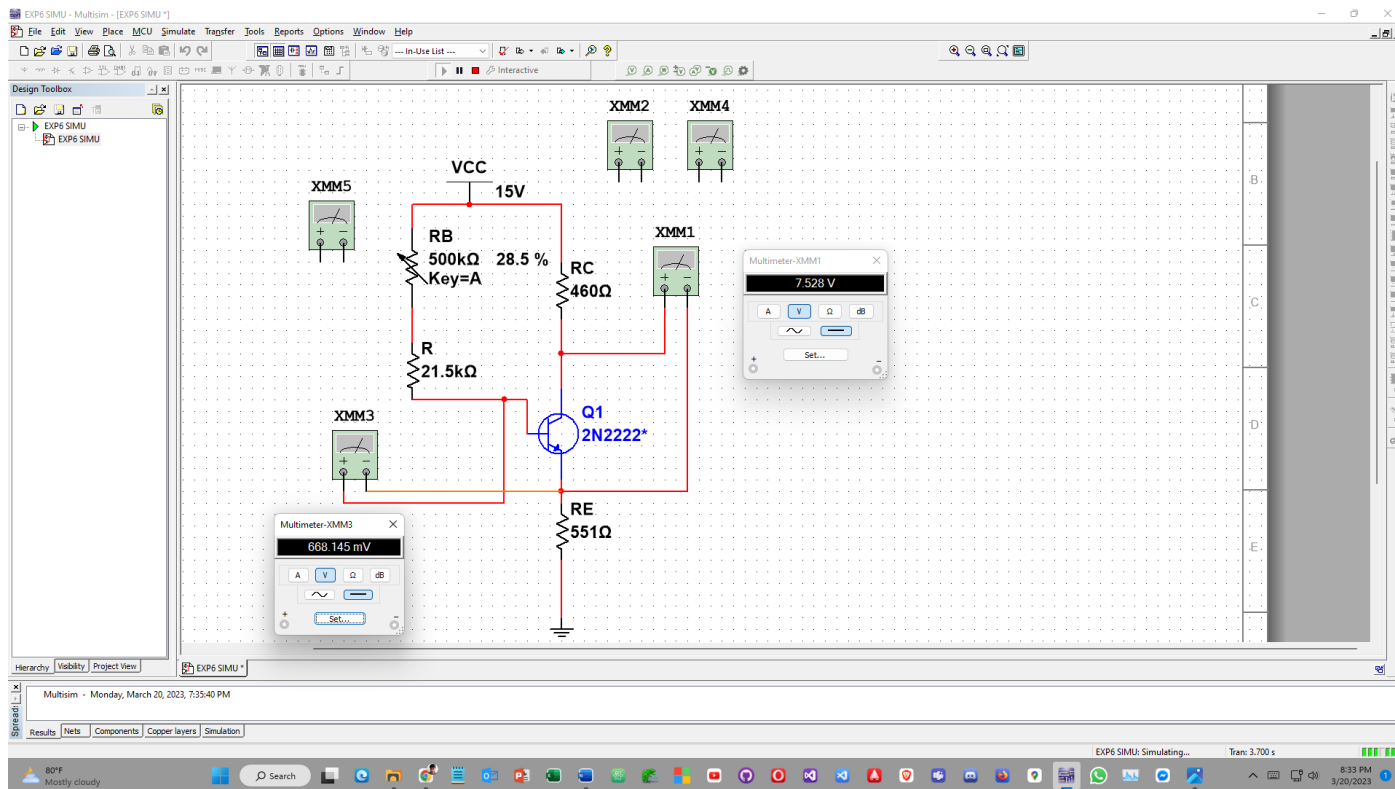 EXP6 SIMU - Multisim - [EXP6 SIMU *]
File Edit View Place MCU Simulate Transfer Tools Reports Options Window Help
--- In-Use List ---
Interactive
Design Toolbox
EXP6 SIMU
EXP6 SIMU
XMM2 XMM4
VCC
15V
XMM5
RB
500kΩ 28.5 %
Key=A
RC
460Ω
XMM1
Multimeter-XMM1
7.528 V
A V Ω dB
Set...
+ -
R
21.5kΩ
XMM3
Q1
2N2222*
RE
551Ω
Multimeter-XMM3
668.145 mV
A V Ω dB
Set...
+ -
B
C
D
E
Hierarchy Visibility Project View
EXP6 SIMU *
Multisim - Monday, March 20, 2023, 7:35:40 PM
Spread:
Results Nets Components Copper layers Simulation
EXP6 SIMU: Simulating... Tran: 3.700 s
80°F
Mostly cloudy
Search
8:33 PM
3/20/2023
1